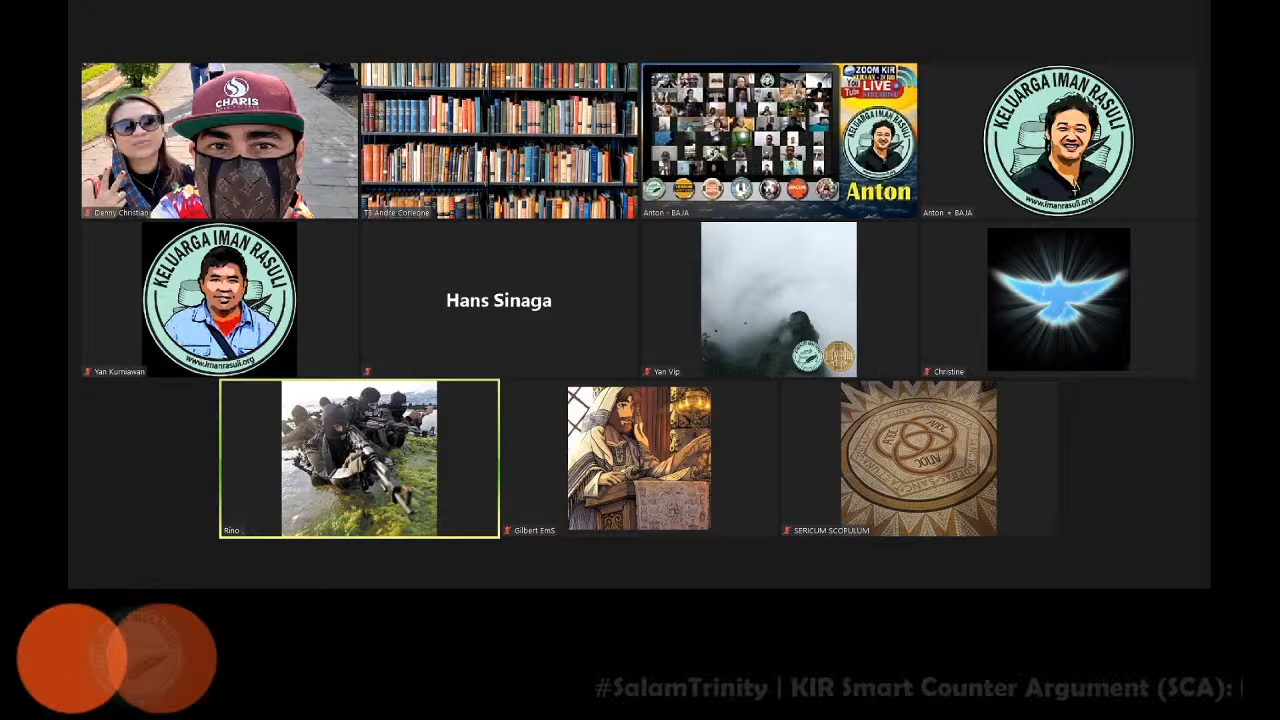 CHARIS
Denny Christian
TB Andre Corleone
ZOOM KIR
LIVE
KELUARGA IMAN RASULI
Anton
Anton - BAJA
KELUARGA IMAN RASULI
www.imanrasuli.org
Anton + BAJA
KELUARGA IMAN RASULI
www.imanrasuli.org
Yan Kurniawan
Hans Sinaga
Yan Vip
Christine
Rino .
Gilbert EmS
SERICUM SCOPULUM
#SalamTrinity | KIR Smart Counter Argument (SCA): |